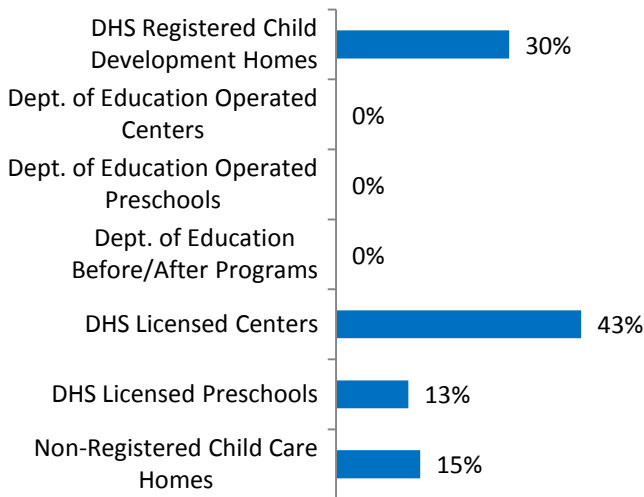 DHS Registered Child
Development Homes
30%
Dept. of Education Operated
Centers
0%
Dept. of Education Operated
Preschools
0%
Dept. of Education
Before/After Programs
0%
DHS Licensed Centers
43%
DHS Licensed Preschools
13%
Non-Registered Child Care
Homes
15%